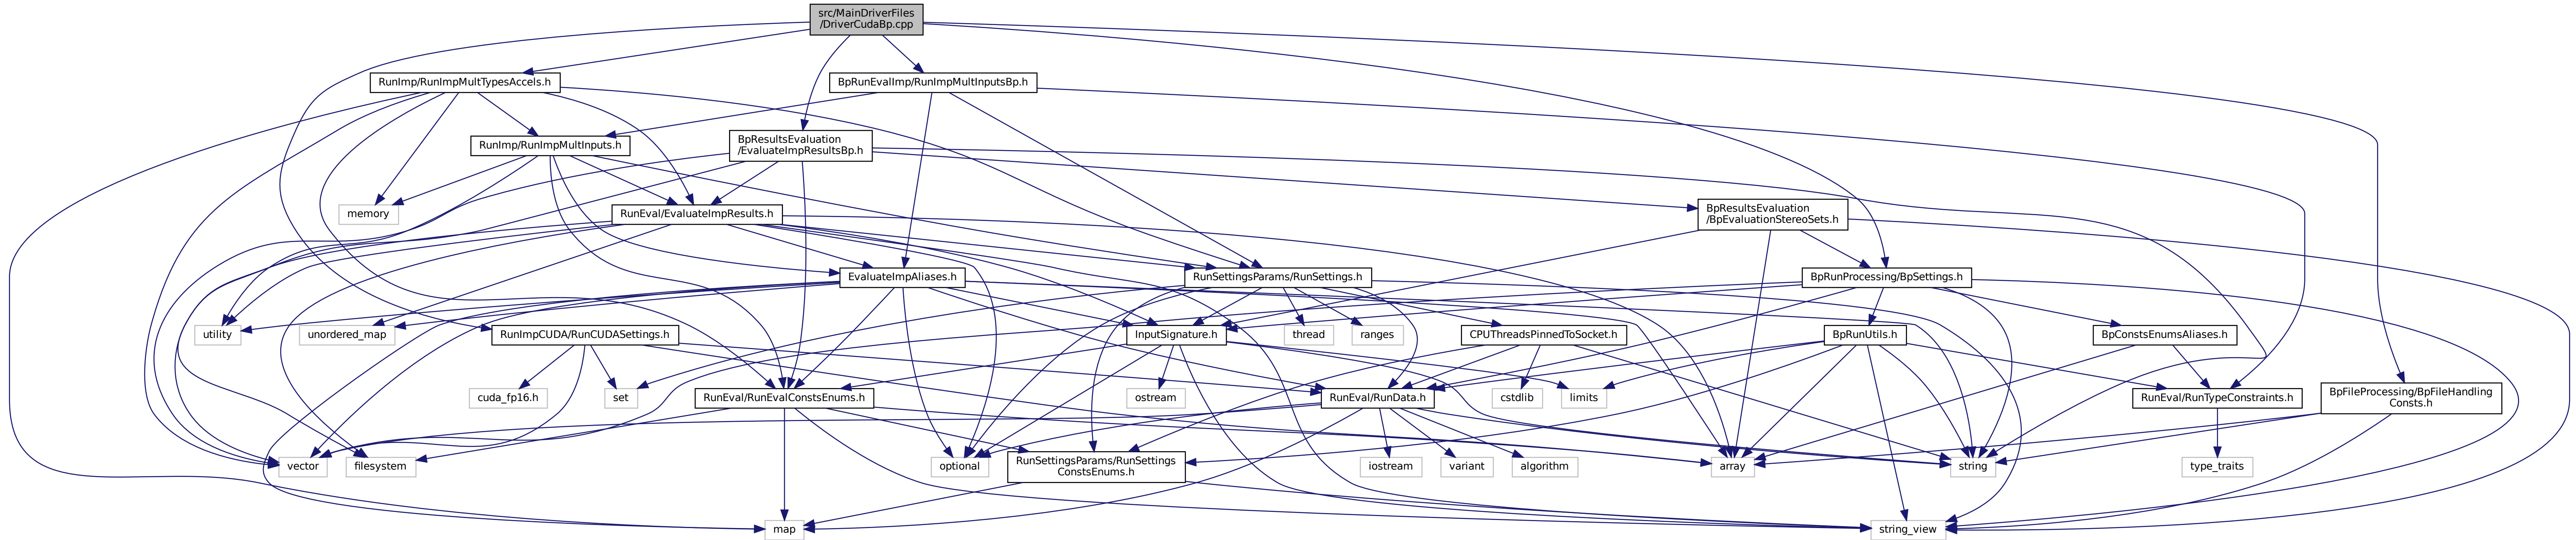 src/MainDriverFiles
/DriverCudaBp.cpp
RunImp/RunImpMultTypesAccels.h
BpRunEvalImp/RunImpMultInputsBp.h
RunImp/RunImpMultInputs.h
BpResultsEvaluation
/EvaluateImpResultsBp.h
memory
RunEval/EvaluateImpResults.h
BpResultsEvaluation
/BpEvaluationStereoSets.h
EvaluateImpAliases.h
RunSettingsParams/RunSettings.h
BpRunProcessing/BpSettings.h
utility
unordered_map
RunImpCUDA/RunCUDASettings.h
InputSignature.h
thread
ranges
CPUThreadsPinnedToSocket.h
BpRunUtils.h
BpConstsEnumsAliases.h
cuda_fp16.h
set
RunEval/RunEvalConstsEnums.h
ostream
RunEval/RunData.h
cstdlib
limits
RunEval/RunTypeConstraints.h
BpFileProcessing/BpFileHandling
Consts.h
vector
filesystem
optional
RunSettingsParams/RunSettings
ConstsEnums.h
iostream
variant
algorithm
array
string
type_traits
map
string_view